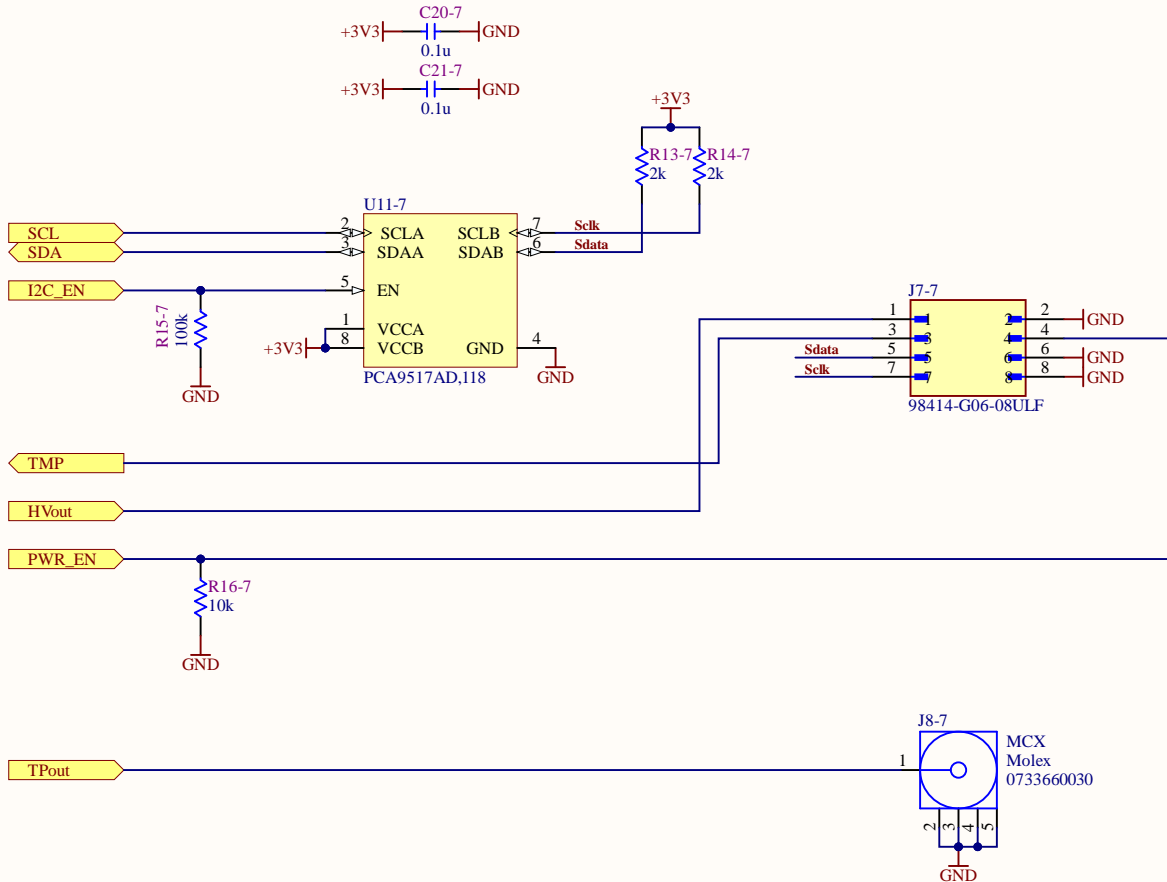 C20-7
+3V3 GND
0.1u
C21-7
+3V3 GND
0.1u
+3V3
R13-7 R14-7
2k 2k
U11-7
SCL 2 SCLA SCLB 7 Sclk
SDA 3 SDAA SDAB 6 Sdata
I2C_EN 5 EN
R15-7
100k
1 VCCA
+3V3 8 VCCB GND 4
GND
PCA9517AD,118
GND
J7-7
1 1 2 2 GND
3 3 4 4
Sdata 5 5 6 6 GND
Sclk 7 7 8 8 GND
98414-G06-08ULF
TMP
HVout
PWR_EN
R16-7
10k
GND
J8-7
MCX
Molex
0733660030
TPout 1
2 3 4 5
GND